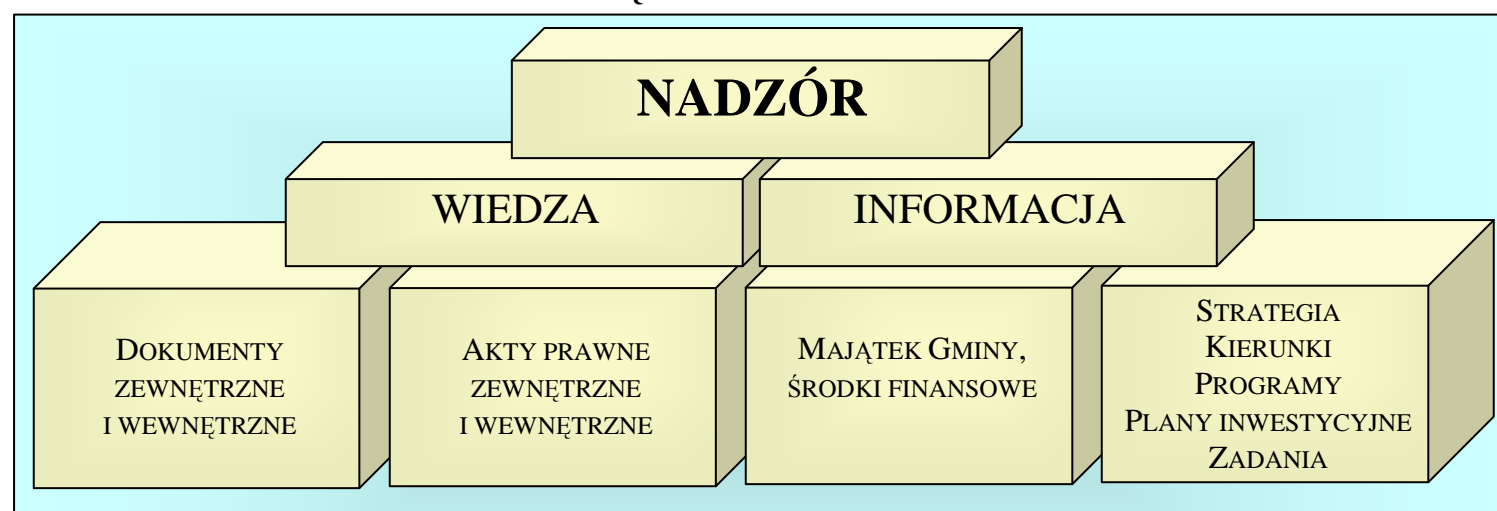 NADZÓR
WIEDZA
INFORMACJA
DOKUMENTY
ZEWNĘTRZNE
I WEWNĘTRZNE
AKTY PRAWNE
ZEWNĘTRZNE
I WEWNĘTRZNE
MAJĄTEK GMINY,
ŚRODKI FINANSOWE
STRATEGIA
KIERUNKI
PROGRAMY
PLANY INWESTYCYJNE
ZADANIA